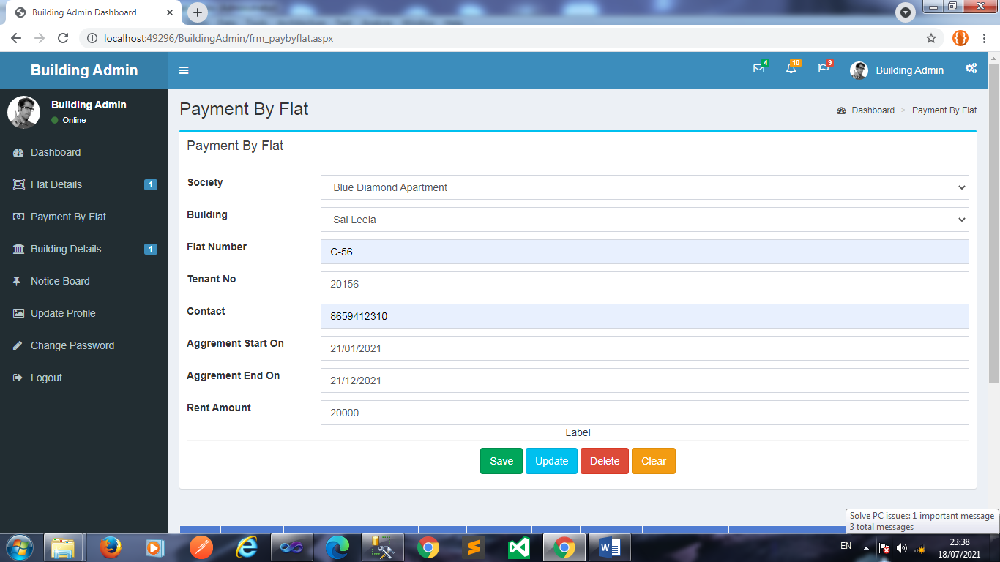 Building Admin Dashboard
localhost:49296/BuildingAdmin/frm_paybyflat.aspx
Building Admin
4
10
9
Building Admin
Building Admin
Online
Dashboard
Flat Details 1
Payment By Flat
Building Details 1
Notice Board
Update Profile
Change Password
Logout
Payment By Flat
Dashboard > Payment By Flat
Payment By Flat
Society Blue Diamond Apartment
Building Sai Leela
Flat Number C-56
Tenant No 20156
Contact 8659412310
Aggrement Start On 21/01/2021
Aggrement End On 21/12/2021
Rent Amount 20000
Label
Save Update Delete Clear
Solve PC issues: 1 important message
3 total messages
EN
23:38
18/07/2021